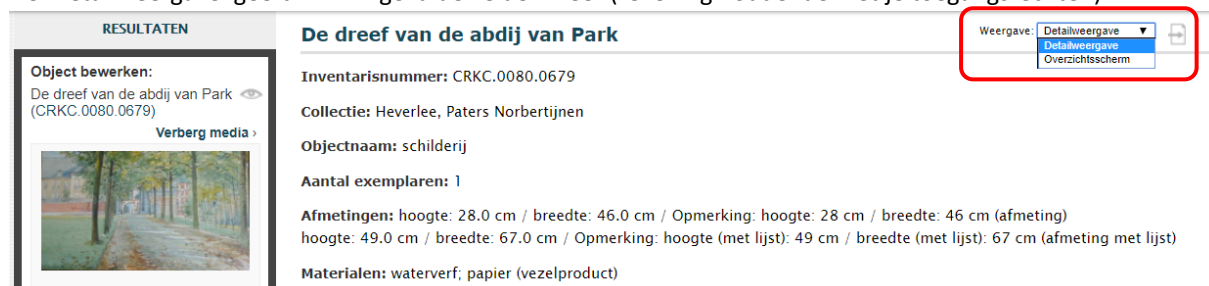 RESULTATEN
Object bewerken:
De dreef van de abdij van Park
(CRKC.0080.0679)
Verberg media ›
De dreef van de abdij van Park
Weergave: Detailweergave ▼
Detailweergave
Overzichtsscherm
Inventarisnummer: CRKC.0080.0679
Collectie: Heverlee, Paters Norbertijnen
Objectnaam: schilderij
Aantal exemplaren: 1
Afmetingen: hoogte: 28.0 cm / breedte: 46.0 cm / Opmerking: hoogte: 28 cm / breedte: 46 cm (afmeting)
hoogte: 49.0 cm / breedte: 67.0 cm / Opmerking: hoogte (met lijst): 49 cm / breedte (met lijst): 67 cm (afmeting met lijst)
Materialen: waterverf; papier (vezelproduct)